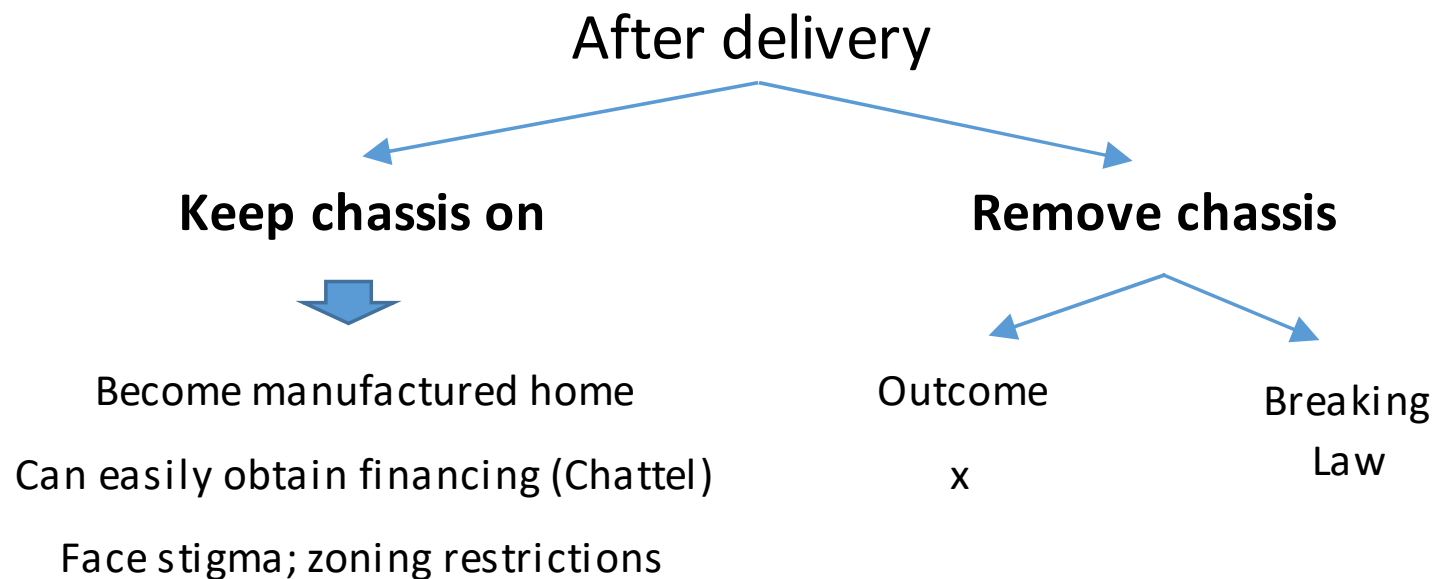 After delivery
Keep chassis on
Remove chassis
Become manufactured home
Can easily obtain financing (Chattel)
Face stigma; zoning restrictions
Outcome
x
Breaking
Law